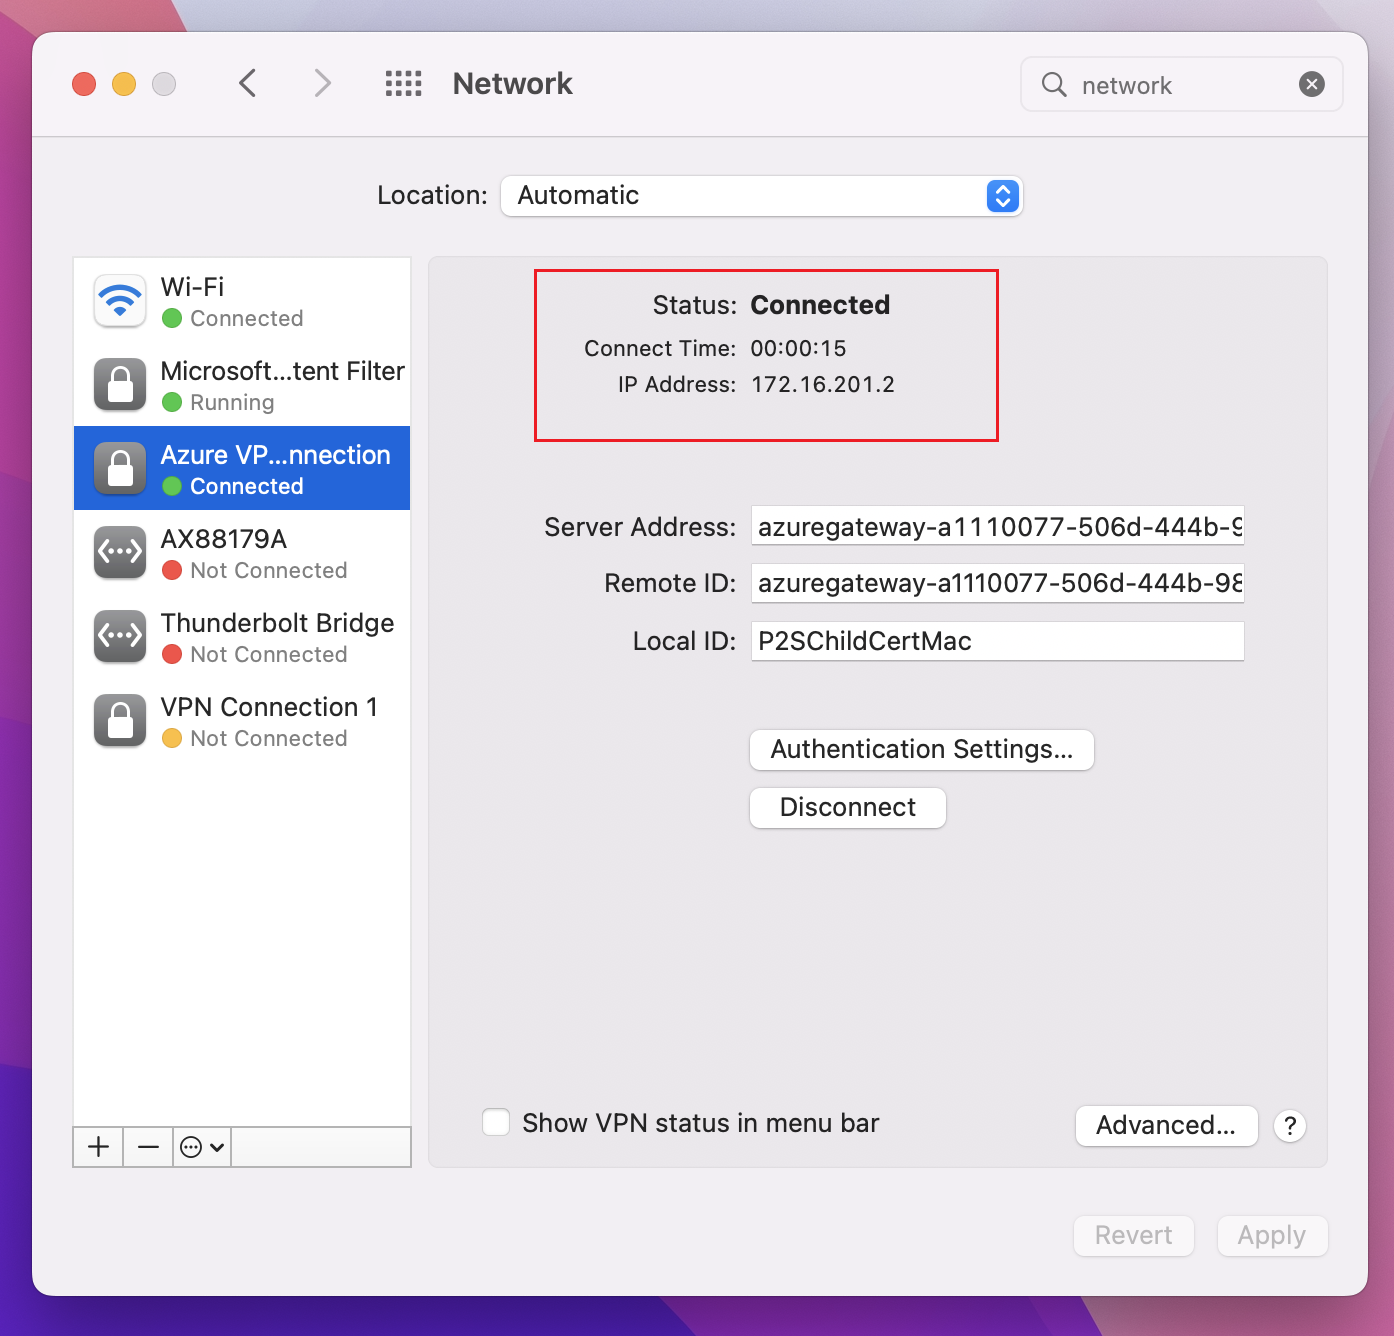 Network
network
Location: Automatic
Wi-Fi
Connected
Microsoft...tent Filter
Running
Azure VP...nnection
Connected
AX88179A
Not Connected
Thunderbolt Bridge
Not Connected
VPN Connection 1
Not Connected
Status: Connected
Connect Time: 00:00:15
IP Address: 172.16.201.2
Server Address: azuregateway-a1110077-506d-444b-9
Remote ID: azuregateway-a1110077-506d-444b-98
Local ID: P2SChildCertMac
Authentication Settings...
Disconnect
Show VPN status in menu bar
Advanced...
?
Revert
Apply